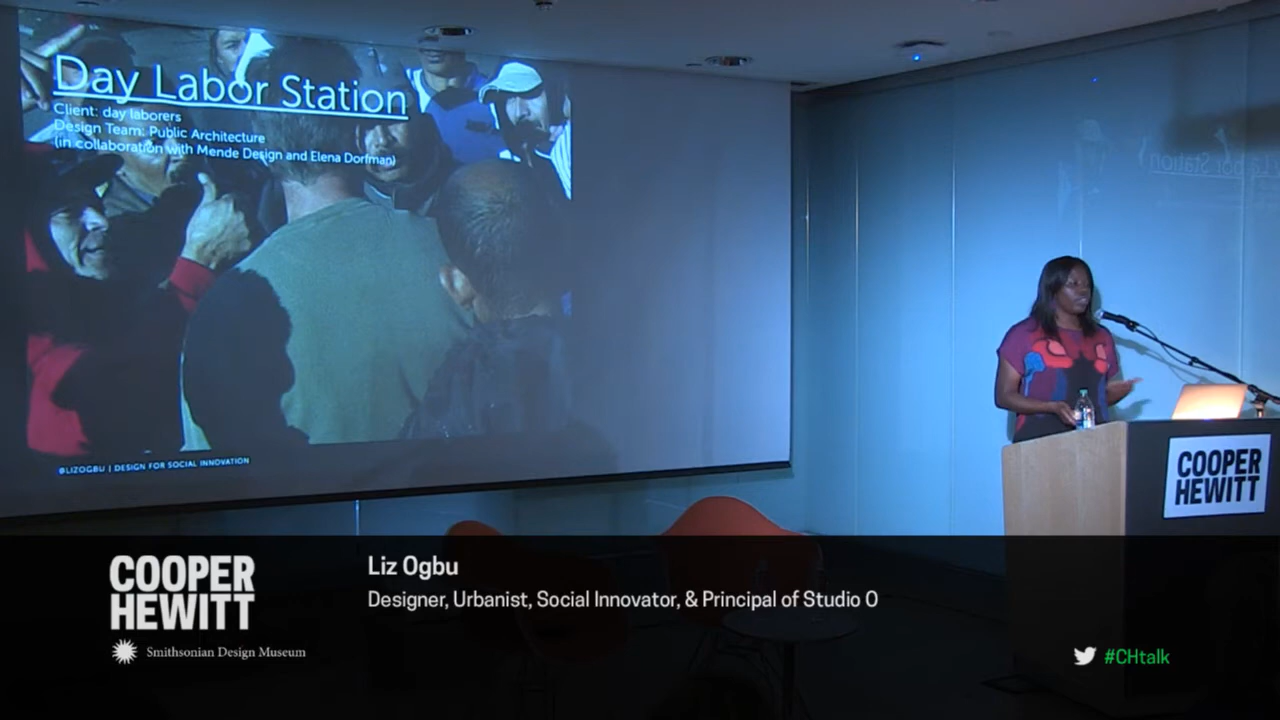 Day Labor Station
Client: day laborers
Design Team: Public Architecture
(in collaboration with Mende Design and Elena Dorfman)
@LIZOGBU | DESIGN FOR SOCIAL INNOVATION
COOPER
HEWITT
COOPER
HEWITT
Smithsonian Design Museum
Liz Ogbu
Designer, Urbanist, Social Innovator, & Principal of Studio O
#CHtalk